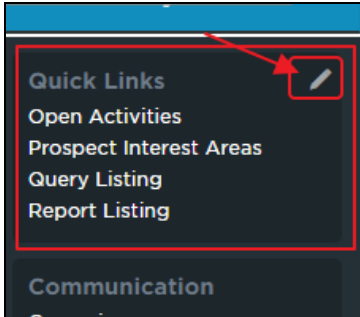 Quick Links
Open Activities
Prospect Interest Areas
Query Listing
Report Listing
Communication